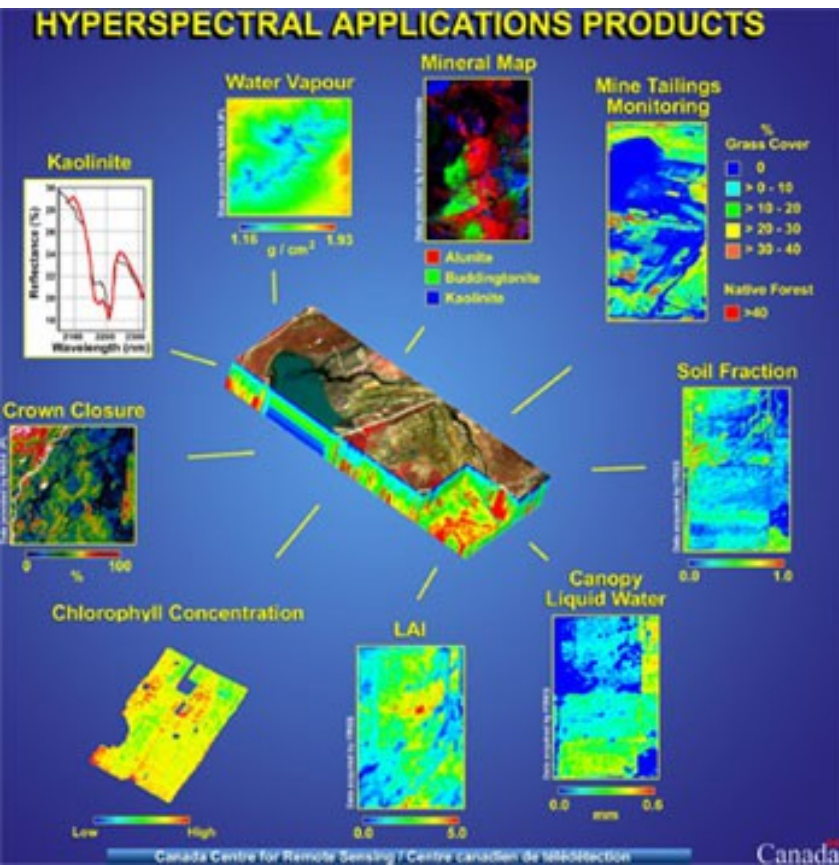 HYPERSPECTRAL APPLICATIONS PRODUCTS
Water Vapour
1.16 1.93
g / cm²
Mineral Map
Alunite
Buddingtonite
Kaolinite
Mine Tailings
Monitoring
%
Grass Cover
0
> 0 - 10
> 10 - 20
> 20 - 30
> 30 - 40
Native Forest
>40
Kaolinite
Reflectance (%)
Wavelength (nm)
Crown Closure
0 100
%
Soil Fraction
0.0 1.0
Chlorophyll Concentration
Low High
LAI
0.0 5.0
Canopy
Liquid Water
0.0 0.6
mm
Canada Centre for Remote Sensing / Centre canadien de télédétection
Canada